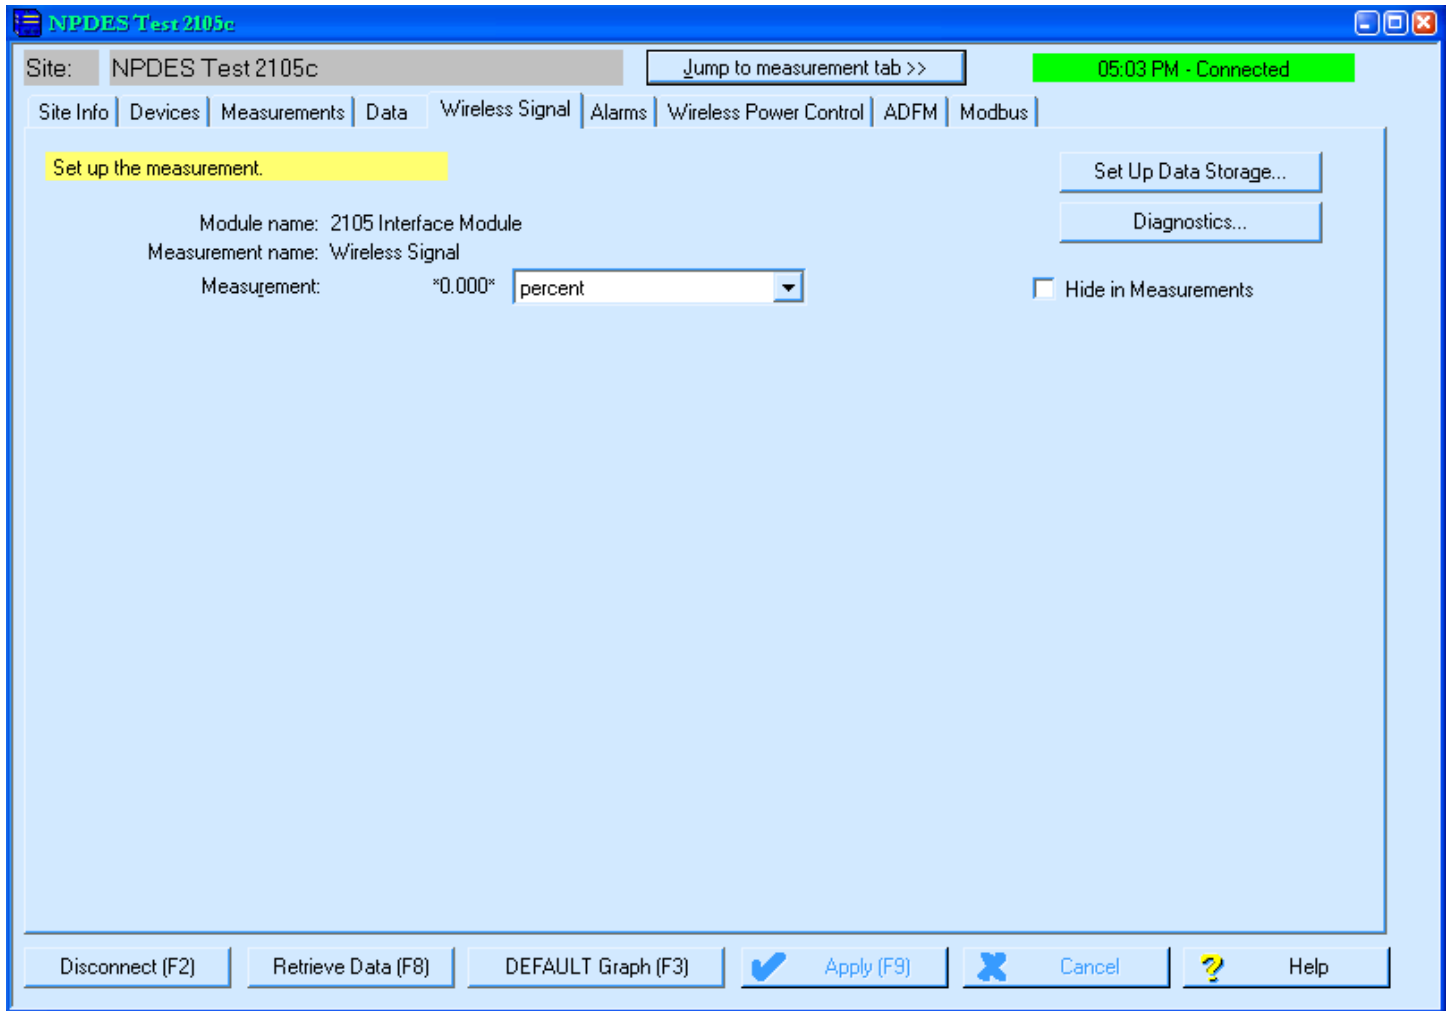 NPDES Test 2105c
Site: NPDES Test 2105c Jump to measurement tab >> 05:03 PM - Connected
Site Info Devices Measurements Data Wireless Signal Alarms Wireless Power Control ADFM Modbus
Set up the measurement. Set Up Data Storage...
Module name: 2105 Interface Module Diagnostics...
Measurement name: Wireless Signal
Measurement: *0.000* percent Hide in Measurements
Disconnect (F2) Retrieve Data (F8) DEFAULT Graph (F3) Apply (F9) Cancel Help